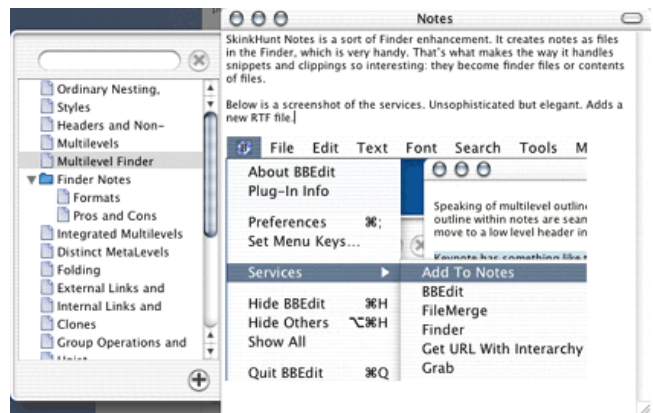 Notes
SkinkHunt Notes is a sort of Finder enhancement. It creates notes as files
in the Finder, which is very handy. That's what makes the way it handles
snippets and clippings so interesting: they become finder files or contents
of files.
Below is a screenshot of the services. Unsophisticated but elegant. Adds a
new RTF file.
Ordinary Nesting,
Styles
Headers and Non-
Multilevels
Multilevel Finder
Finder Notes
Formats
Pros and Cons
Integrated Multilevels
Distinct MetaLevels
Folding
External Links and
Internal Links and
Clones
Group Operations and
File Edit Text Font Search Tools M
About BBEdit
Plug-In Info
Preferences ⌘;
Set Menu Keys...
Services
Hide BBEdit ⌘H
Hide Others ⌥⌘H
Show All
Quit BBEdit ⌘Q
Speaking of multilevel outline
outline within notes are sean
move to a low level header in
Keynote has something like t
Add To Notes
BBEdit
FileMerge
Finder
Get URL With Interarchy
Grab